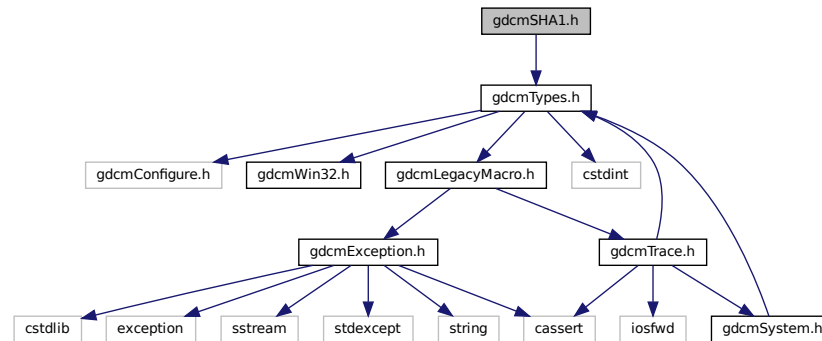 gdcmSHA1.h
gdcmTypes.h
gdcmConfigure.h
gdcmWin32.h
gdcmLegacyMacro.h
cstdint
gdcmException.h
gdcmTrace.h
cstdlib
exception
sstream
stdexcept
string
cassert
iosfwd
gdcmSystem.h